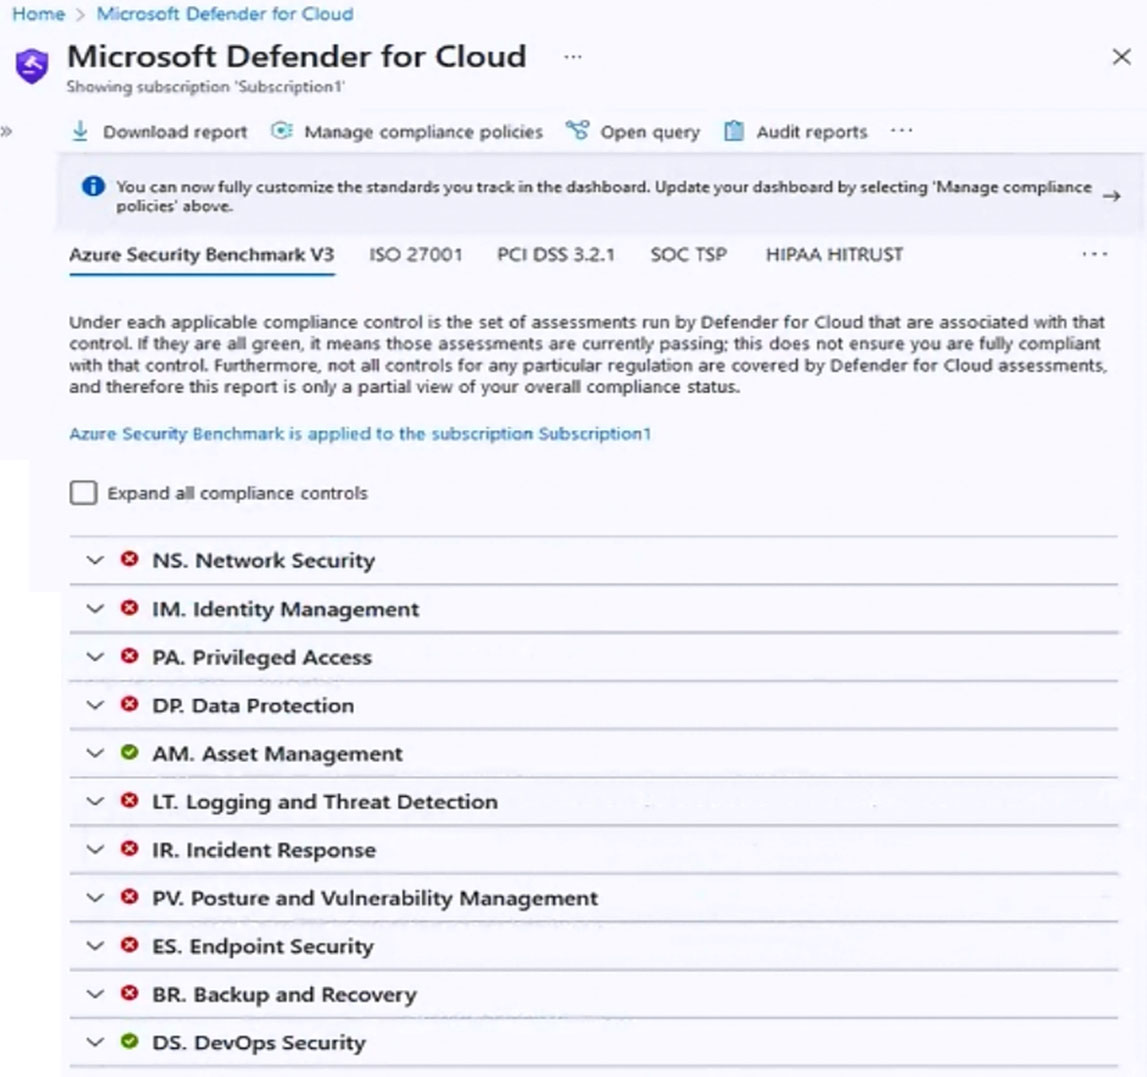 Home > Microsoft Defender for Cloud
Microsoft Defender for Cloud ...
Showing subscription 'Subscription1'
Download report Manage compliance policies Open query Audit reports ...
You can now fully customize the standards you track in the dashboard. Update your dashboard by selecting 'Manage compliance
policies' above.
Azure Security Benchmark V3 ISO 27001 PCI DSS 3.2.1 SOC TSP HIPAA HITRUST ...
Under each applicable compliance control is the set of assessments run by Defender for Cloud that are associated with that
control. If they are all green, it means those assessments are currently passing; this does not ensure you are fully compliant
with that control. Furthermore, not all controls for any particular regulation are covered by Defender for Cloud assessments,
and therefore this report is only a partial view of your overall compliance status.
Azure Security Benchmark is applied to the subscription Subscription1
Expand all compliance controls
NS. Network Security
IM. Identity Management
PA. Privileged Access
DP. Data Protection
AM. Asset Management
LT. Logging and Threat Detection
IR. Incident Response
PV. Posture and Vulnerability Management
ES. Endpoint Security
BR. Backup and Recovery
DS. DevOps Security